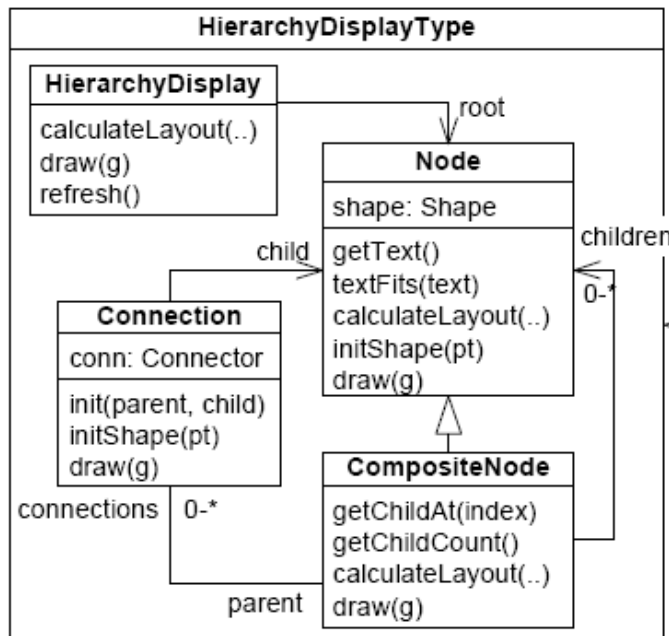 HierarchyDisplayType
HierarchyDisplay
calculateLayout(..)
draw(g)
refresh()
root
Node
shape: Shape
getText()
textFits(text)
calculateLayout(..)
initShape(pt)
draw(g)
children
0-*
child
Connection
conn: Connector
init(parent, child)
initShape(pt)
draw(g)
connections
0-*
parent
CompositeNode
getChildAt(index)
getChildCount()
calculateLayout(..)
draw(g)